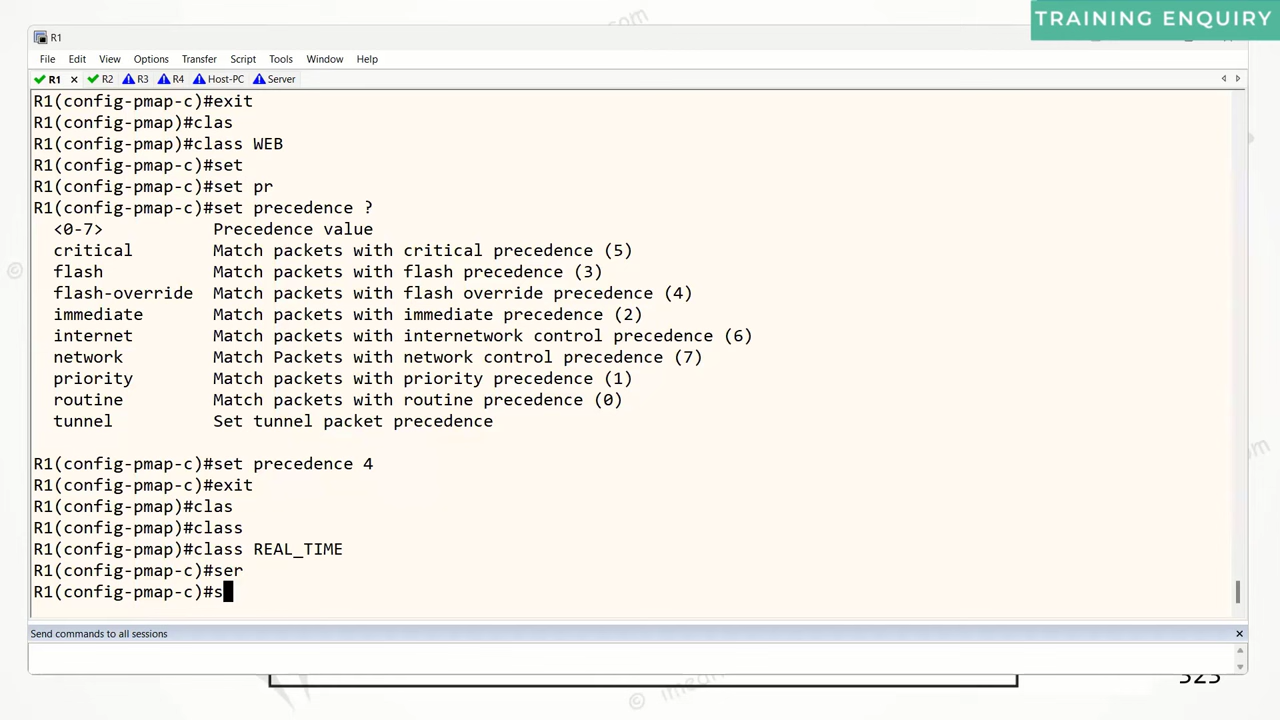 TRAINING ENQUIRY
R1
File Edit View Options Transfer Script Tools Window Help
R1 × R2 R3 R4 Host-PC Server
R1(config-pmap-c)#exit
R1(config-pmap)#clas
R1(config-pmap)#class WEB
R1(config-pmap-c)#set
R1(config-pmap-c)#set pr
R1(config-pmap-c)#set precedence ?
<0-7> Precedence value
critical Match packets with critical precedence (5)
flash Match packets with flash precedence (3)
flash-override Match packets with flash override precedence (4)
immediate Match packets with immediate precedence (2)
internet Match packets with internetwork control precedence (6)
network Match Packets with network control precedence (7)
priority Match packets with priority precedence (1)
routine Match packets with routine precedence (0)
tunnel Set tunnel packet precedence
R1(config-pmap-c)#set precedence 4
R1(config-pmap-c)#exit
R1(config-pmap)#clas
R1(config-pmap)#class
R1(config-pmap)#class REAL_TIME
R1(config-pmap-c)#ser
R1(config-pmap-c)#s
Send commands to all sessions ×